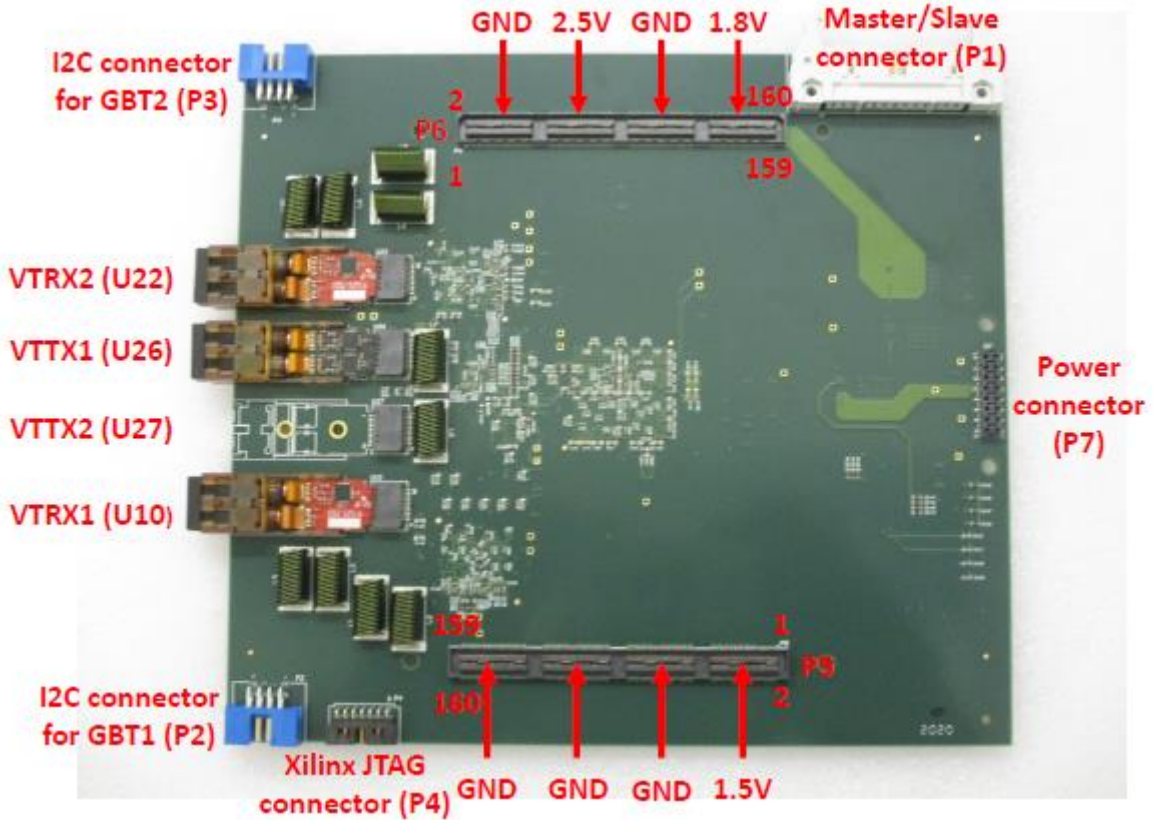 GND 2.5V GND 1.8V
Master/Slave
connector (P1)
I2C connector
for GBT2 (P3)
2
160
P6
1
159
VTRX2 (U22)
VTTX1 (U26)
VTTX2 (U27)
VTRX1 (U10)
Power
connector
(P7)
159
1
P5
160
2
I2C connector
for GBT1 (P2)
2020
Xilinx JTAG
connector (P4)
GND GND GND 1.5V